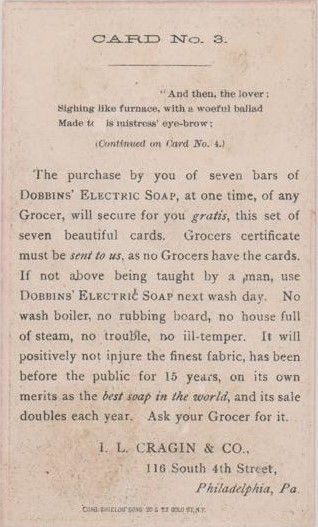 CARD No. 3.
"And then, the lover:
Sighing like furnace, with a woeful ballad
Made to is mistress' eye-brow;
(Continued on Card No. 4.)
The purchase by you of seven bars of
DOBBINS' ELECTRIC SOAP, at one time, of any
Grocer, will secure for you gratis, this set of
seven beautiful cards. Grocers certificate
must be sent to us, as no Grocers have the cards.
If not above being taught by a man, use
DOBBINS' ELECTRIC SOAP next wash day. No
wash boiler, no rubbing board, no house full
of steam, no trouble, no ill-temper. It will
positively not injure the finest fabric, has been
before the public for 15 years, on its own
merits as the best soap in the world, and its sale
doubles each year. Ask your Grocer for it.
I. L. CRAGIN & CO.,
116 South 4th Street,
Philadelphia, Pa.